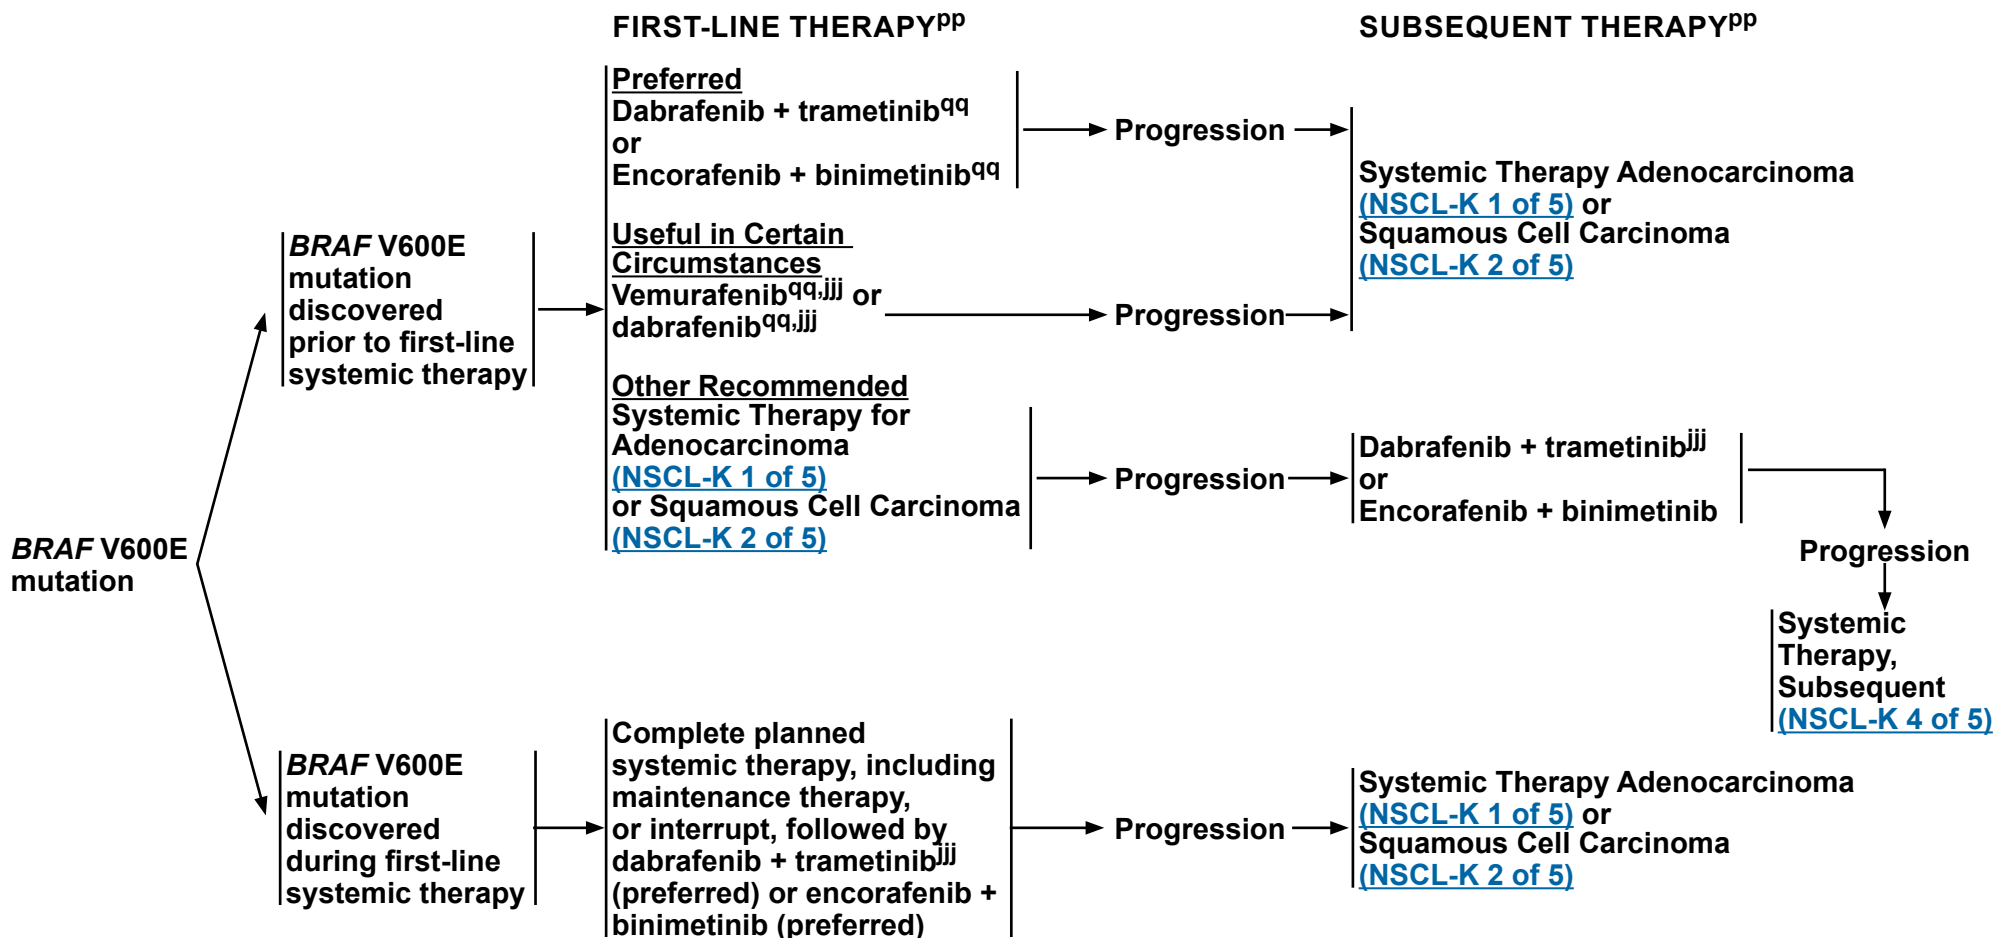 FIRST-LINE THERAPYpp
SUBSEQUENT THERAPYpp
BRAF V600E
mutation
BRAF V600E
mutation
discovered
prior to first-line
systemic therapy
Preferred
Dabrafenib + trametinibqq
or
Encorafenib + binimetinibqq
Progression
Useful in Certain
Circumstances
Vemurafenibqq,jjj or
dabrafenibqq,jjj
Progression
Systemic Therapy Adenocarcinoma
(NSCL-K 1 of 5) or
Squamous Cell Carcinoma
(NSCL-K 2 of 5)
Other Recommended
Systemic Therapy for
Adenocarcinoma
(NSCL-K 1 of 5)
or Squamous Cell Carcinoma
(NSCL-K 2 of 5)
Progression
Dabrafenib + trametinibjjj
or
Encorafenib + binimetinib
Progression
Systemic
Therapy,
Subsequent
(NSCL-K 4 of 5)
BRAF V600E
mutation
discovered
during first-line
systemic therapy
Complete planned
systemic therapy, including
maintenance therapy,
or interrupt, followed by
dabrafenib + trametinibjjj
(preferred) or encorafenib +
binimetinib (preferred)
Progression
Systemic Therapy Adenocarcinoma
(NSCL-K 1 of 5) or
Squamous Cell Carcinoma
(NSCL-K 2 of 5)